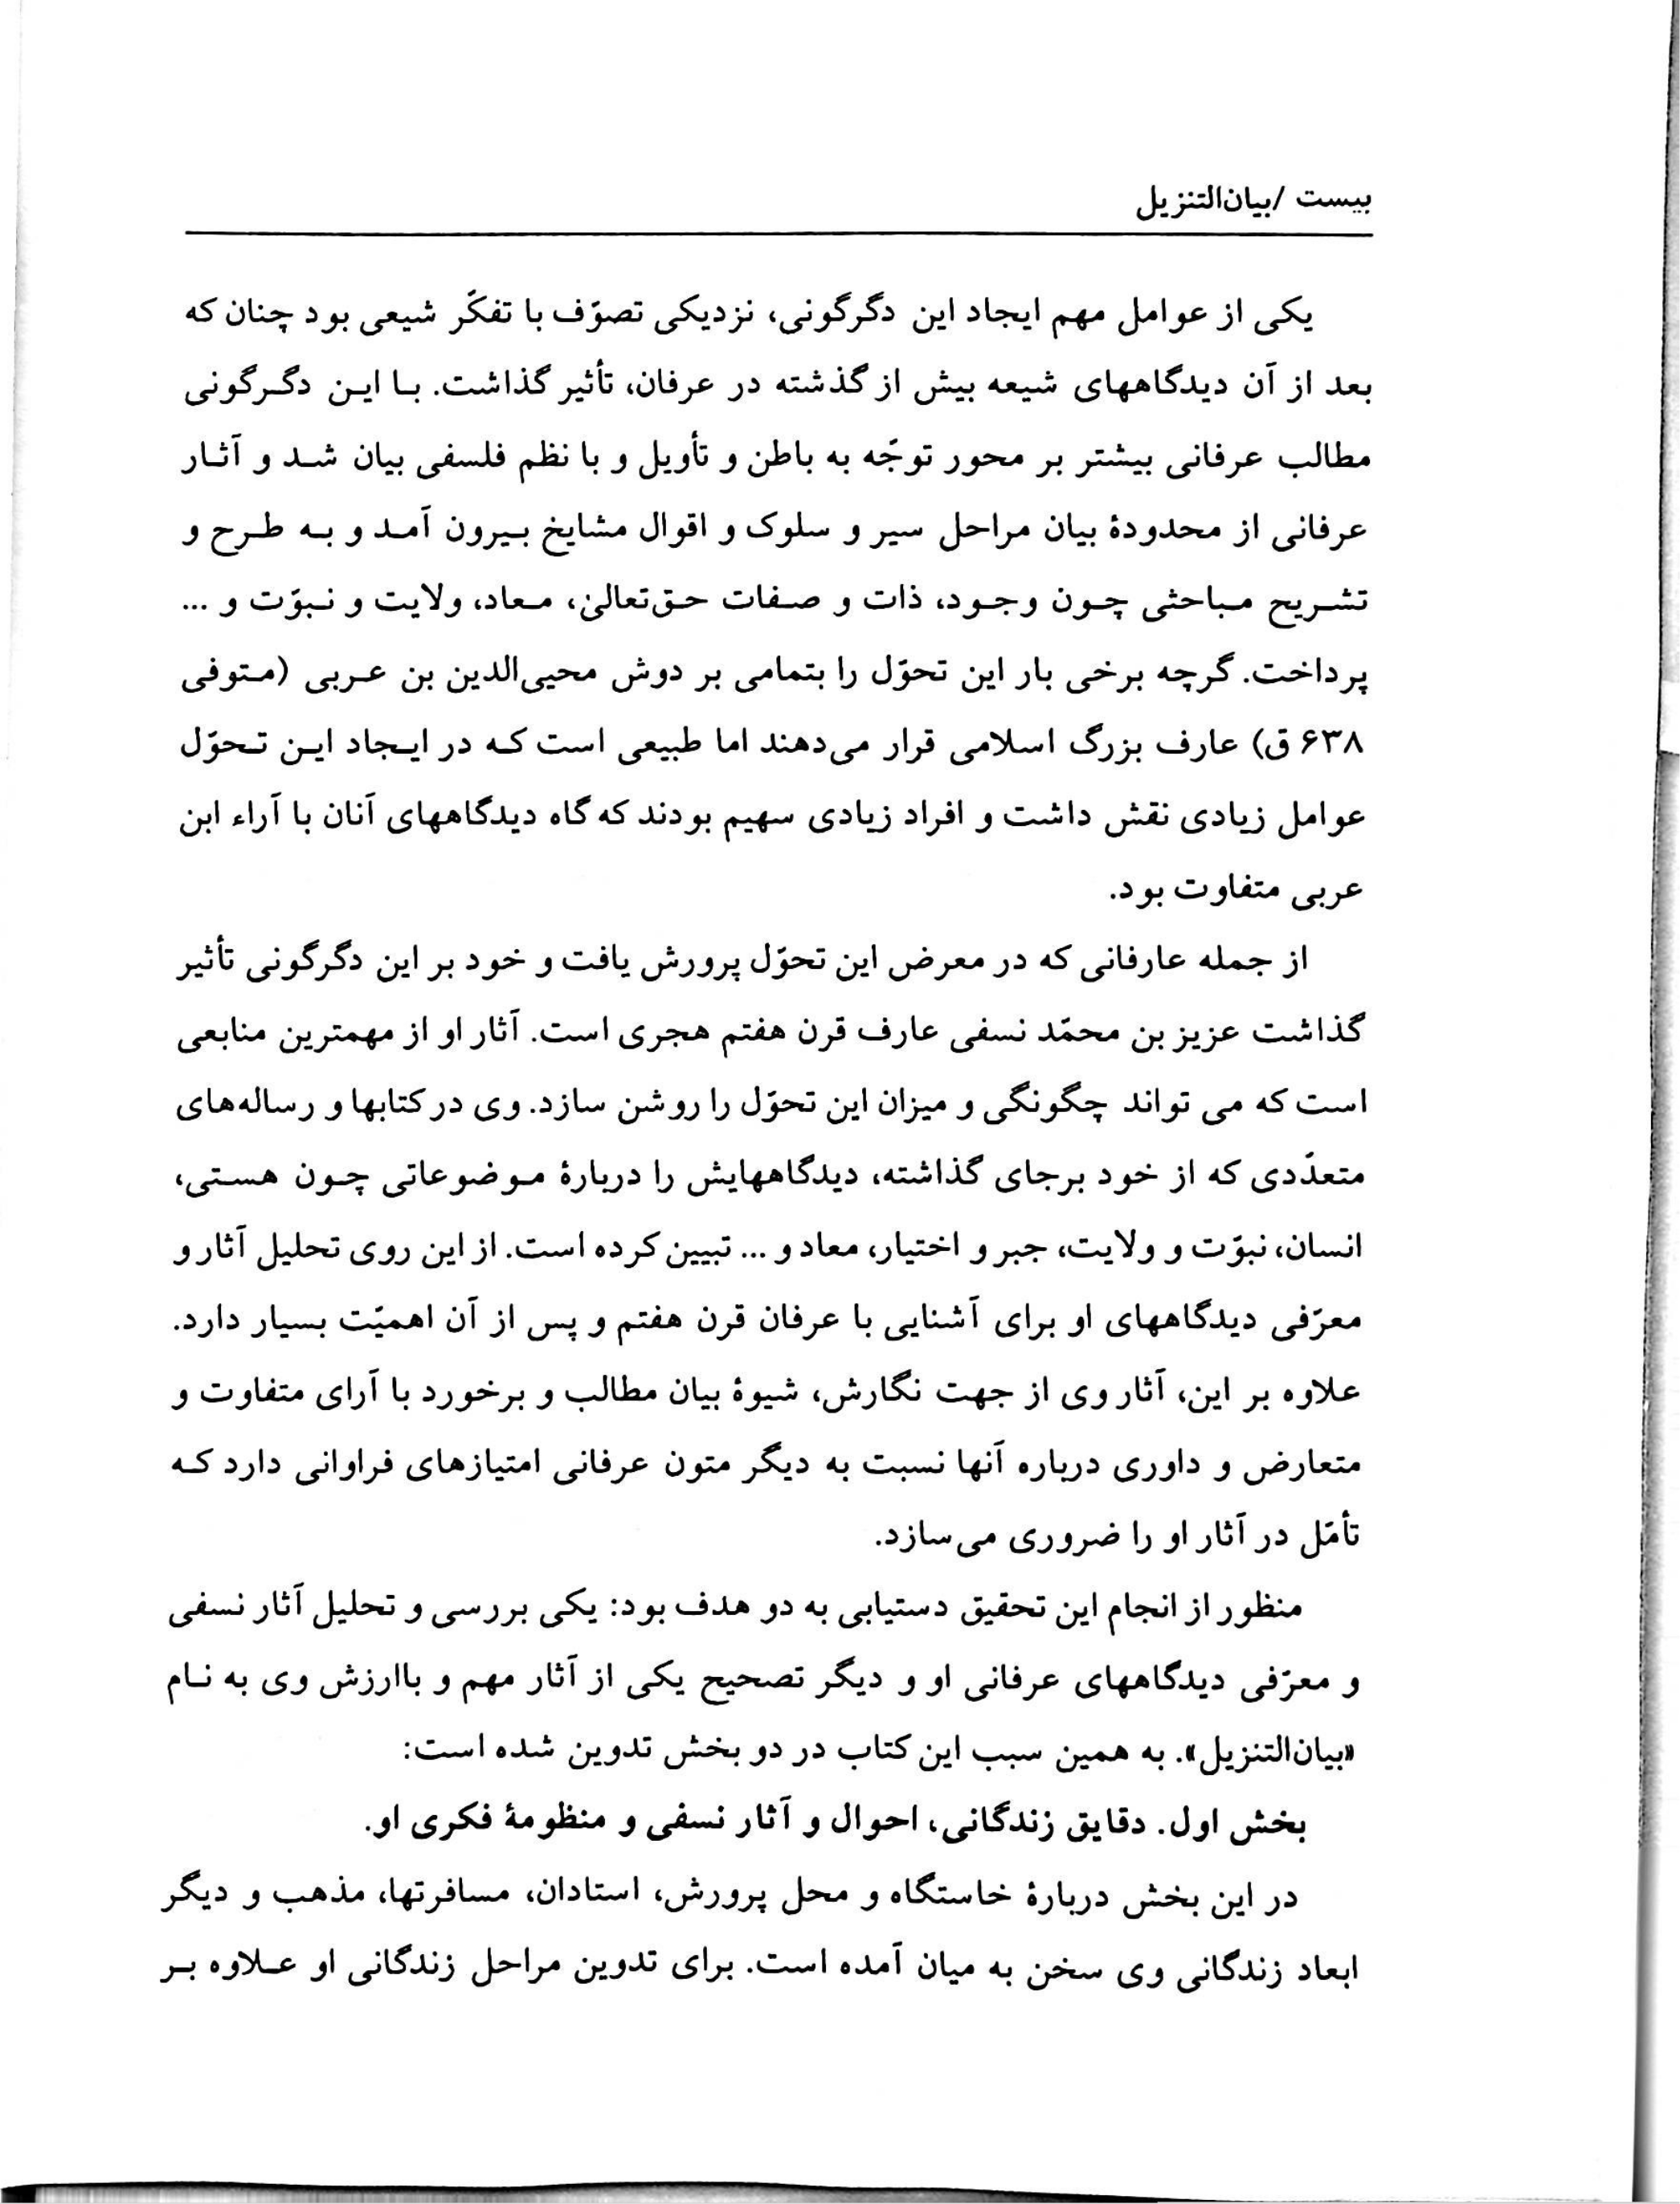 بیست /بیان‌التنزیل
یکی از عوامل مهم ایجاد این دگرگونی، نزدیکی تصوّف با تفکّر شیعی بود چنان که
بعد از آن دیدگاههای شیعه بیش از گذشته در عرفان، تأثیر گذاشت. با این دگرگونی
مطالب عرفانی بیشتر بر محور توجّه به باطن و تأویل و با نظم فلسفی بیان شد و آثار
عرفانی از محدودهٔ بیان مراحل سیر و سلوک و اقوال مشایخ بیرون آمد و به طرح و
تشریح مباحثی چون وجود، ذات و صفات حق‌تعالیٰ، معاد، ولایت و نبوّت و ...
پرداخت. گرچه برخی بار این تحوّل را بتمامی بر دوش محیی‌الدین بن عربی (متوفی
۶۳۸ ق) عارف بزرگ اسلامی قرار می‌دهند اما طبیعی است که در ایجاد این تحوّل
عوامل زیادی نقش داشت و افراد زیادی سهیم بودند که گاه دیدگاههای آنان با آراء ابن
عربی متفاوت بود.
از جمله عارفانی که در معرض این تحوّل پرورش یافت و خود بر این دگرگونی تأثیر
گذاشت عزیز بن محمّد نسفی عارف قرن هفتم هجری است. آثار او از مهمترین منابعی
است که می تواند چگونگی و میزان این تحوّل را روشن سازد. وی در کتابها و رساله‌های
متعدّدی که از خود برجای گذاشته، دیدگاههایش را دربارهٔ موضوعاتی چون هستی،
انسان، نبوّت و ولایت، جبر و اختیار، معاد و ... تبیین کرده است. از این روی تحلیل آثار و
معرّفی دیدگاههای او برای آشنایی با عرفان قرن هفتم و پس از آن اهمیّت بسیار دارد.
علاوه بر این، آثار وی از جهت نگارش، شیوهٔ بیان مطالب و برخورد با آرای متفاوت و
متعارض و داوری درباره آنها نسبت به دیگر متون عرفانی امتیازهای فراوانی دارد که
تأمّل در آثار او را ضروری می‌سازد.
منظور از انجام این تحقیق دستیابی به دو هدف بود: یکی بررسی و تحلیل آثار نسفی
و معرّفی دیدگاههای عرفانی او و دیگر تصحیح یکی از آثار مهم و باارزش وی به نام
«بیان‌التنزیل». به همین سبب این کتاب در دو بخش تدوین شده است:
بخش اول. دقایق زندگانی، احوال و آثار نسفی و منظومهٔ فکری او.
در این بخش دربارهٔ خاستگاه و محل پرورش، استادان، مسافرتها، مذهب و دیگر
ابعاد زندگانی وی سخن به میان آمده است. برای تدوین مراحل زندگانی او علاوه بر